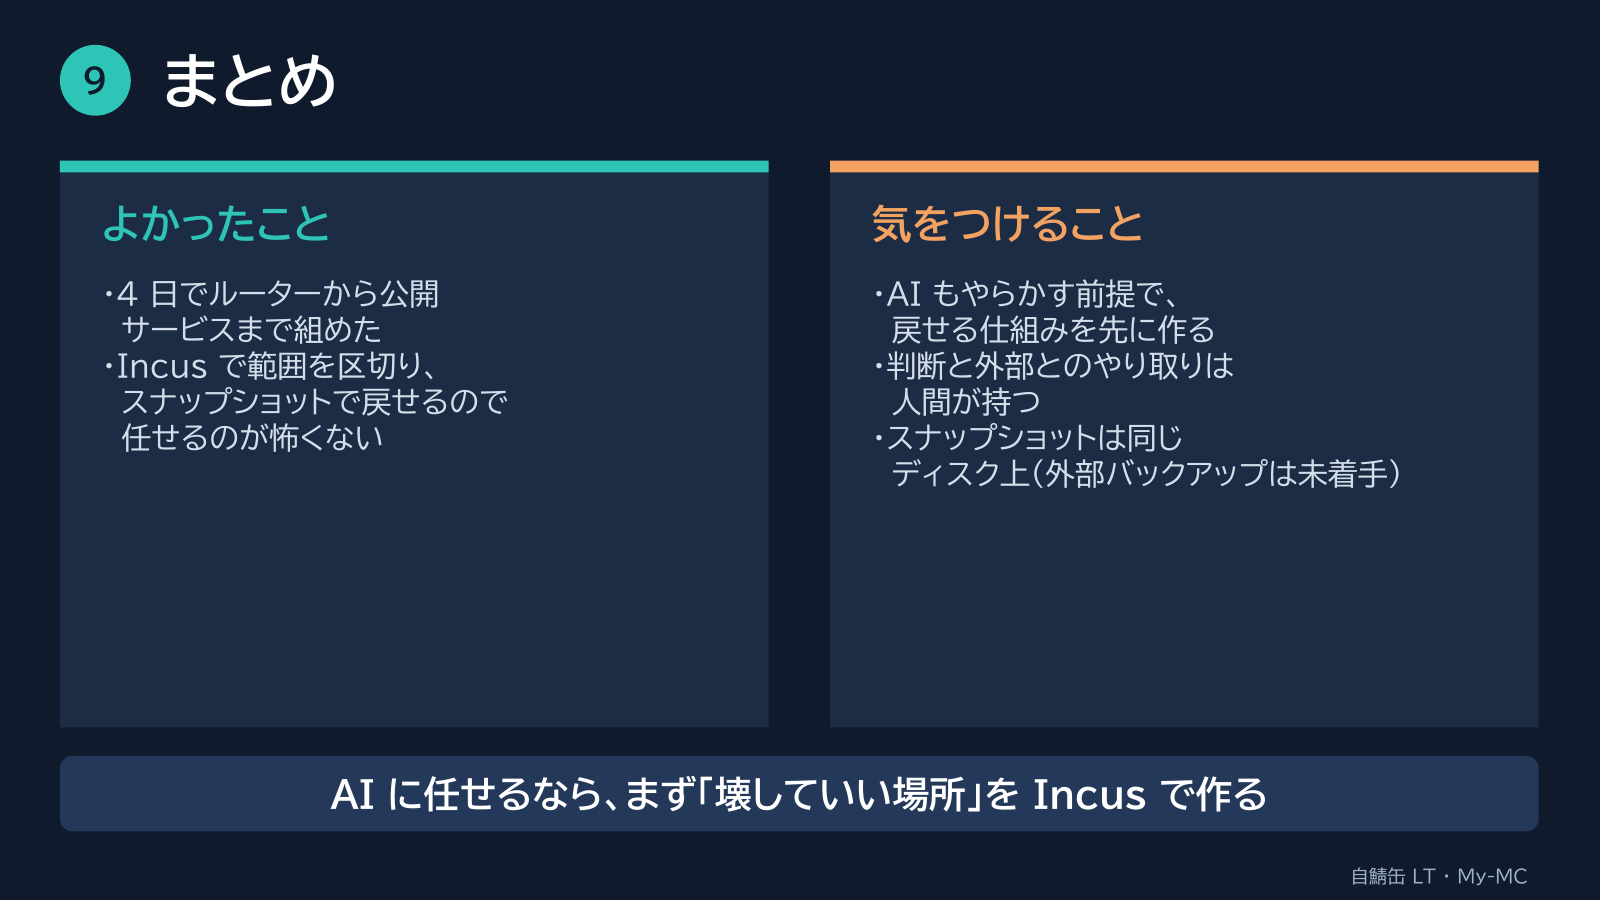 9 まとめ
よかったこと
・4 日でルーターから公開
サービスまで組めた
・Incus で範囲を区切り、
スナップショットで戻せるので
任せるのが怖くない
気をつけること
・AI もやらかす前提で、
戻せる仕組みを先に作る
・判断と外部とのやり取りは
人間が持つ
・スナップショットは同じ
ディスク上（外部バックアップは未着手）
AI に任せるなら、まず「壊していい場所」を Incus で作る
自鯖缶 LT・My-MC